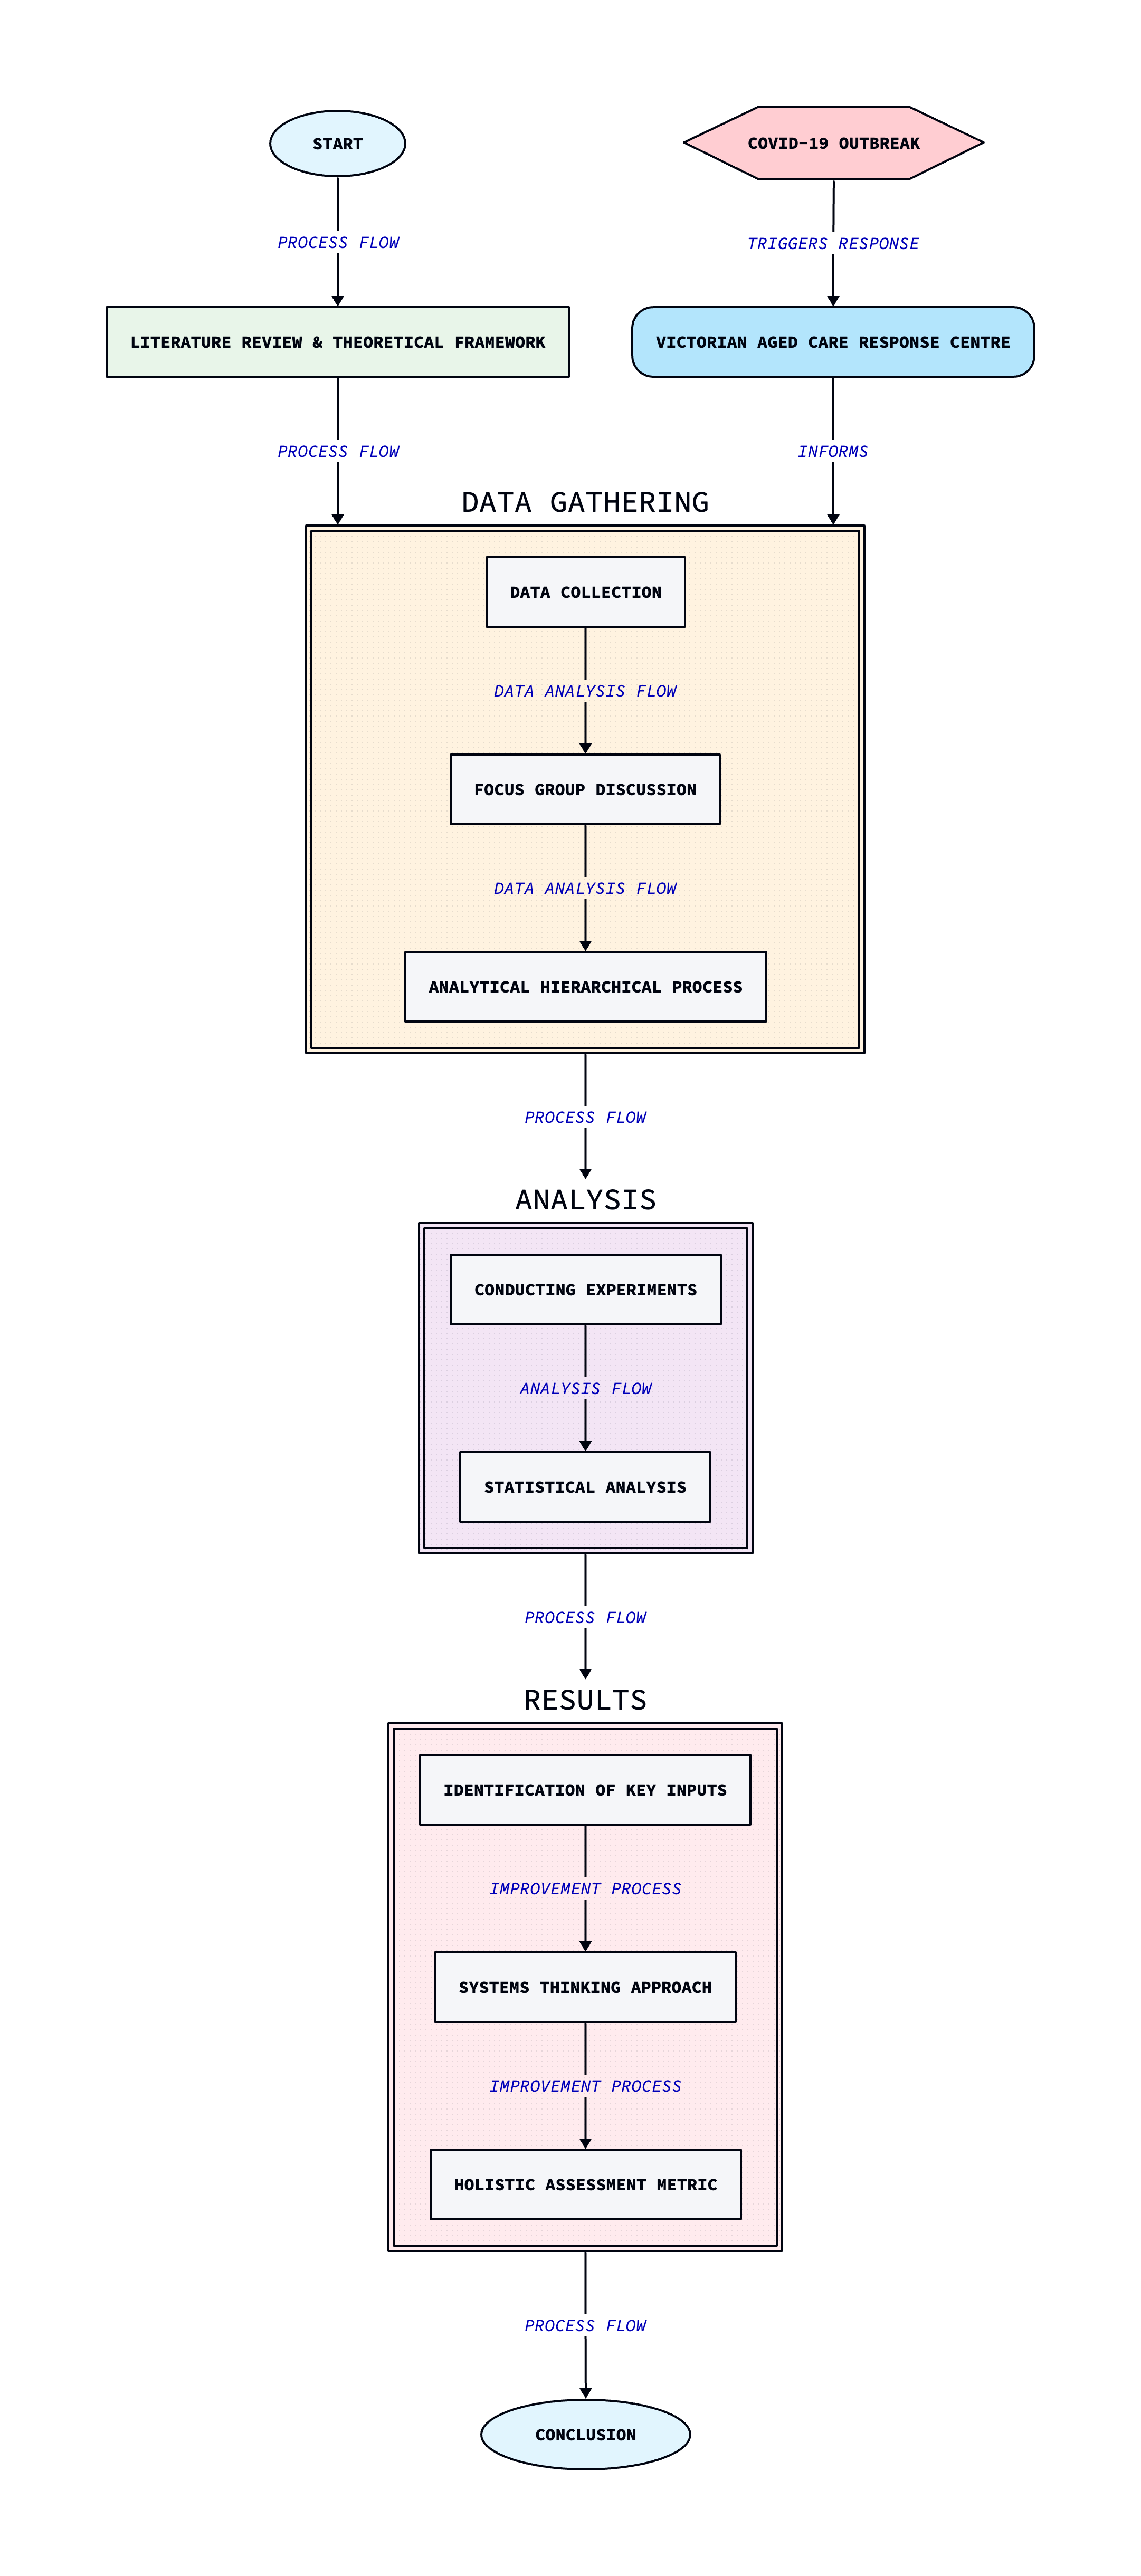 START
COVID-19 OUTBREAK
PROCESS FLOW
TRIGGERS RESPONSE
LITERATURE REVIEW & THEORETICAL FRAMEWORK
VICTORIAN AGED CARE RESPONSE CENTRE
PROCESS FLOW
INFORMS
DATA GATHERING
DATA COLLECTION
DATA ANALYSIS FLOW
FOCUS GROUP DISCUSSION
DATA ANALYSIS FLOW
ANALYTICAL HIERARCHICAL PROCESS
PROCESS FLOW
ANALYSIS
CONDUCTING EXPERIMENTS
ANALYSIS FLOW
STATISTICAL ANALYSIS
PROCESS FLOW
RESULTS
IDENTIFICATION OF KEY INPUTS
IMPROVEMENT PROCESS
SYSTEMS THINKING APPROACH
IMPROVEMENT PROCESS
HOLISTIC ASSESSMENT METRIC
PROCESS FLOW
CONCLUSION